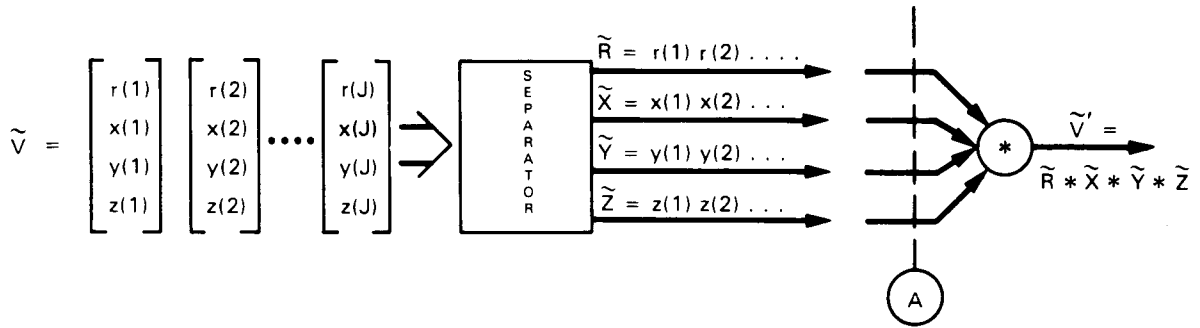 Ṽ =
r(1) r(2) r(J)
x(1) x(2) .... x(J)
y(1) y(2) y(J)
z(1) z(2) z(J)
SEPARATOR
R̃ = r(1) r(2) ....
X̃ = x(1) x(2) ...
Ỹ = y(1) y(2) ...
Z̃ = z(1) z(2) ...
*
Ṽ' =
R̃ * X̃ * Ỹ * Z̃
A